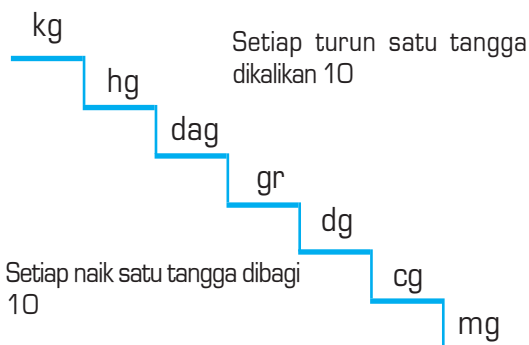 kg
Setiap turun satu tangga
dikalikan 10
hg
dag
gr
dg
Setiap naik satu tangga dibagi
10
cg
mg